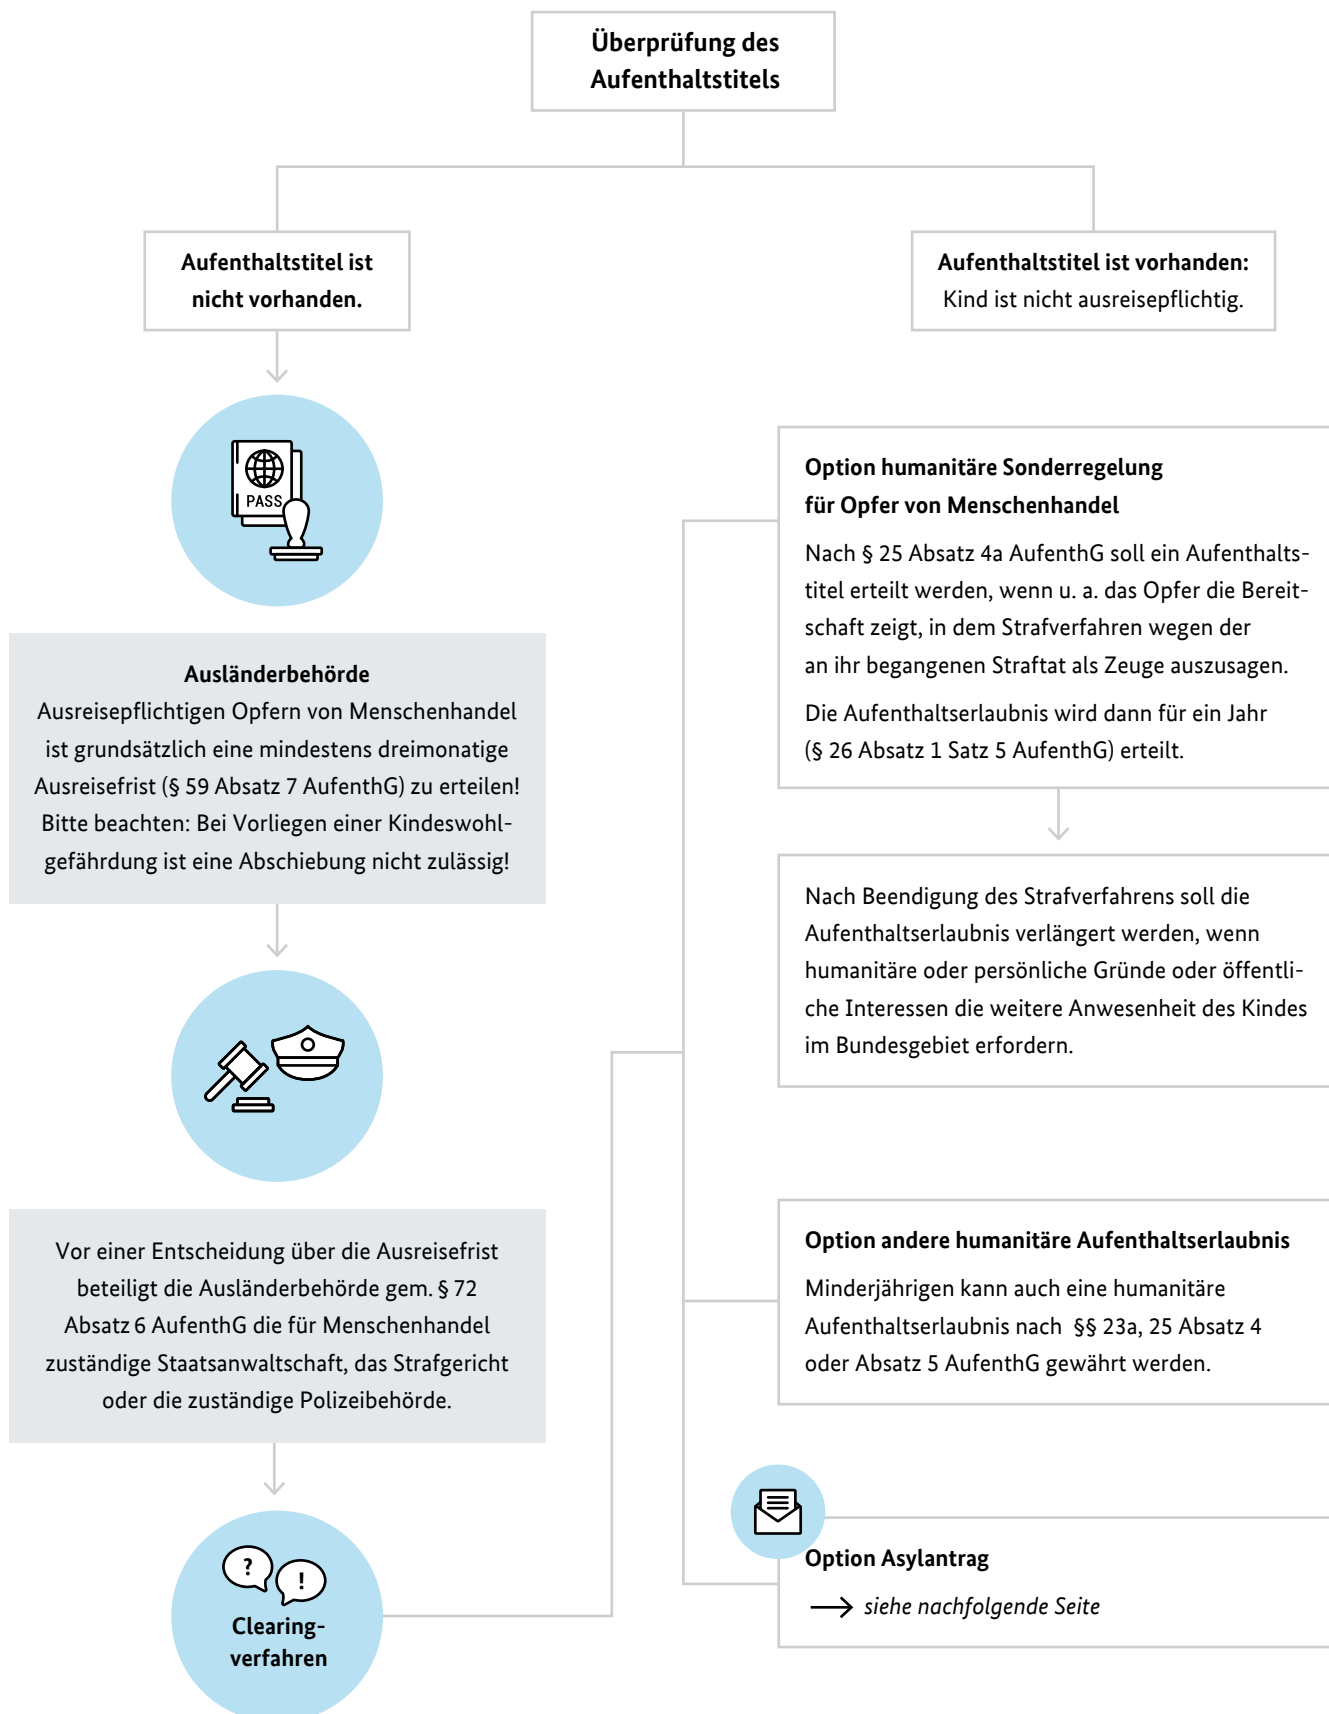 Überprüfung des
Aufenthaltstitels
Aufenthaltstitel ist
nicht vorhanden.
Aufenthaltstitel ist vorhanden:
Kind ist nicht ausreisepflichtig.
PASS
Ausländerbehörde
Ausreisepflichtigen Opfern von Menschenhandel
ist grundsätzlich eine mindestens dreimonatige
Ausreisefrist (§ 59 Absatz 7 AufenthG) zu erteilen!
Bitte beachten: Bei Vorliegen einer Kindeswohl-
gefährdung ist eine Abschiebung nicht zulässig!
Vor einer Entscheidung über die Ausreisefrist
beteiligt die Ausländerbehörde gem. § 72
Absatz 6 AufenthG die für Menschenhandel
zuständige Staatsanwaltschaft, das Strafgericht
oder die zuständige Polizeibehörde.
? !
Clearing-
verfahren
Option humanitäre Sonderregelung
für Opfer von Menschenhandel
Nach § 25 Absatz 4a AufenthG soll ein Aufenthalts-
titel erteilt werden, wenn u. a. das Opfer die Bereit-
schaft zeigt, in dem Strafverfahren wegen der
an ihr begangenen Straftat als Zeuge auszusagen.
Die Aufenthaltserlaubnis wird dann für ein Jahr
(§ 26 Absatz 1 Satz 5 AufenthG) erteilt.
Nach Beendigung des Strafverfahrens soll die
Aufenthaltserlaubnis verlängert werden, wenn
humanitäre oder persönliche Gründe oder öffentli-
che Interessen die weitere Anwesenheit des Kindes
im Bundesgebiet erfordern.
Option andere humanitäre Aufenthaltserlaubnis
Minderjährigen kann auch eine humanitäre
Aufenthaltserlaubnis nach §§ 23a, 25 Absatz 4
oder Absatz 5 AufenthG gewährt werden.
Option Asylantrag
→ siehe nachfolgende Seite